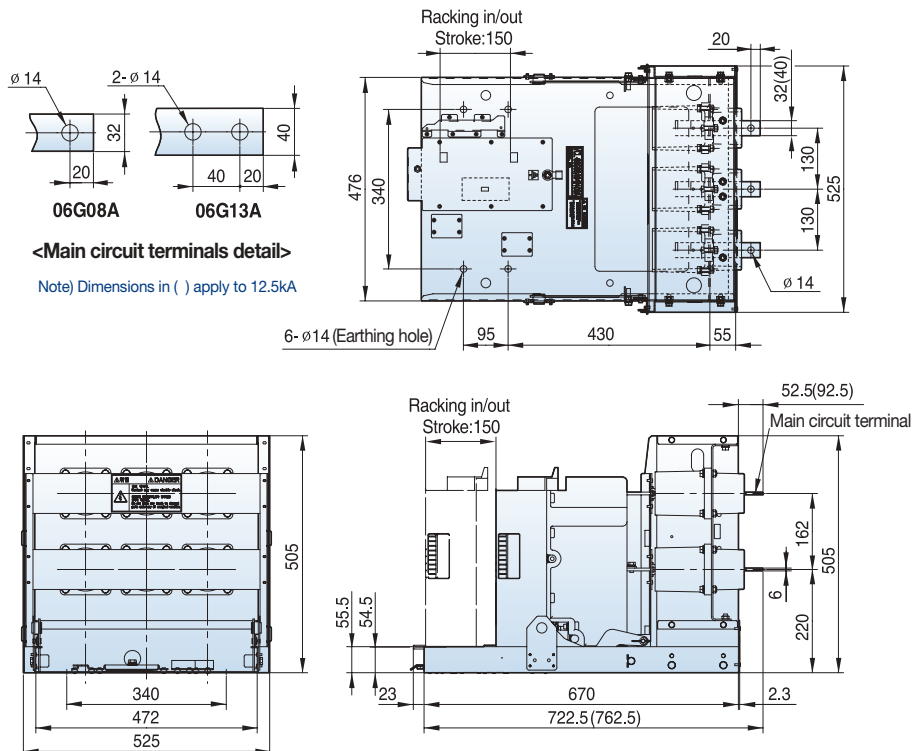 Racking in/out
Stroke:150
20
32(40)
130
130
525
ø 14
476
340
6- ø14 (Earthing hole)
95
430
55
ø 14
32
20
06G08A
2- ø 14
40
40
20
06G13A
<Main circuit terminals detail>
Note) Dimensions in ( ) apply to 12.5kA
⚠DANGER
505
340
472
525
Racking in/out
Stroke:150
52.5(92.5)
Main circuit terminal
162
505
6
220
55.5
54.5
23
670
2.3
722.5(762.5)